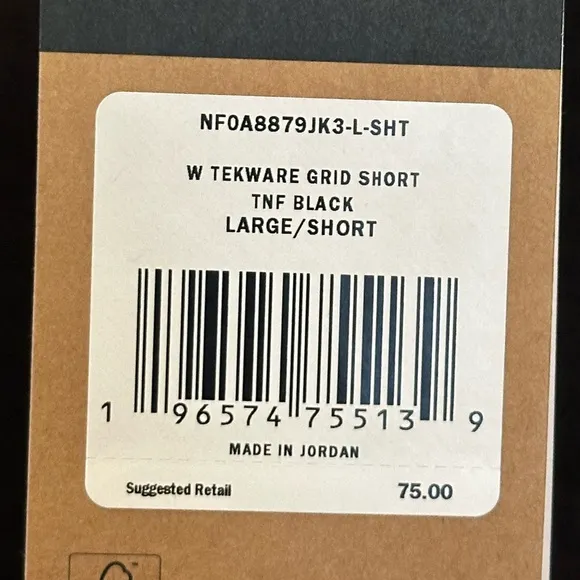 NF0A8879JK3-L-SHT
W TEKWARE GRID SHORT
TNF BLACK
LARGE/SHORT
1 96574 75513 9
MADE IN JORDAN
Suggested Retail 75.00